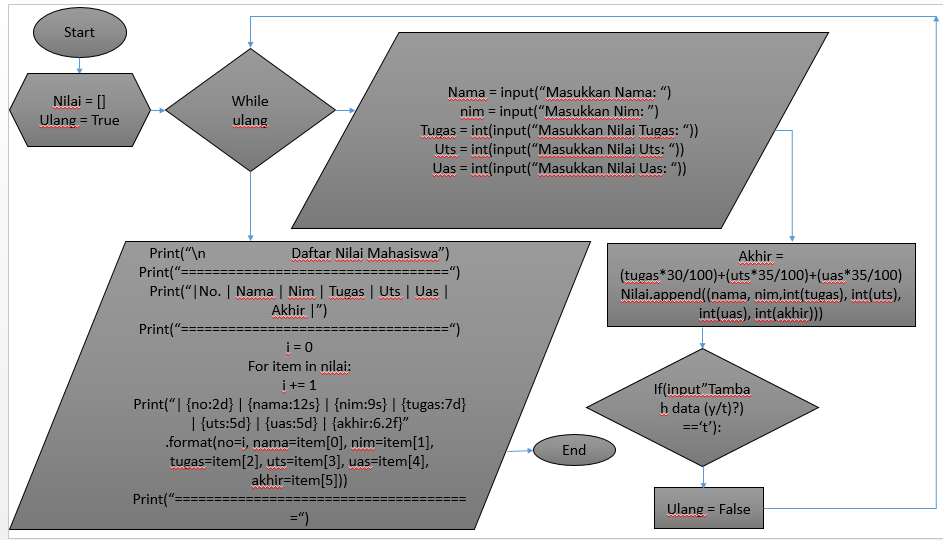 Start
Nilai = []
Ulang = True
While
ulang
Nama = input(“Masukkan Nama: “)
nim = input(“Masukkan Nim: ”)
Tugas = int(input(“Masukkan Nilai Tugas: “))
Uts = int(input(“Masukkan Nilai Uts: “))
Uas = int(input(“Masukkan Nilai Uas: “))
Akhir =
(tugas*30/100)+(uts*35/100)+(uas*35/100)
Nilai.append((nama, nim,int(tugas), int(uts),
int(uas), int(akhir)))
If(input”Tamba
h data (y/t)?)
==‘t’):
Ulang = False
Print(“\n Daftar Nilai Mahasiswa”)
Print(“==================================“)
Print(“|No. | Nama | Nim | Tugas | Uts | Uas |
Akhir |”)
Print(“==================================“)
i = 0
For item in nilai:
i += 1
Print(“| {no:2d} | {nama:12s} | {nim:9s} | {tugas:7d}
| {uts:5d} | {uas:5d} | {akhir:6.2f}”
.format(no=i, nama=item[0], nim=item[1],
tugas=item[2], uts=item[3], uas=item[4],
akhir=item[5]))
Print(“=====================================
=“)
End